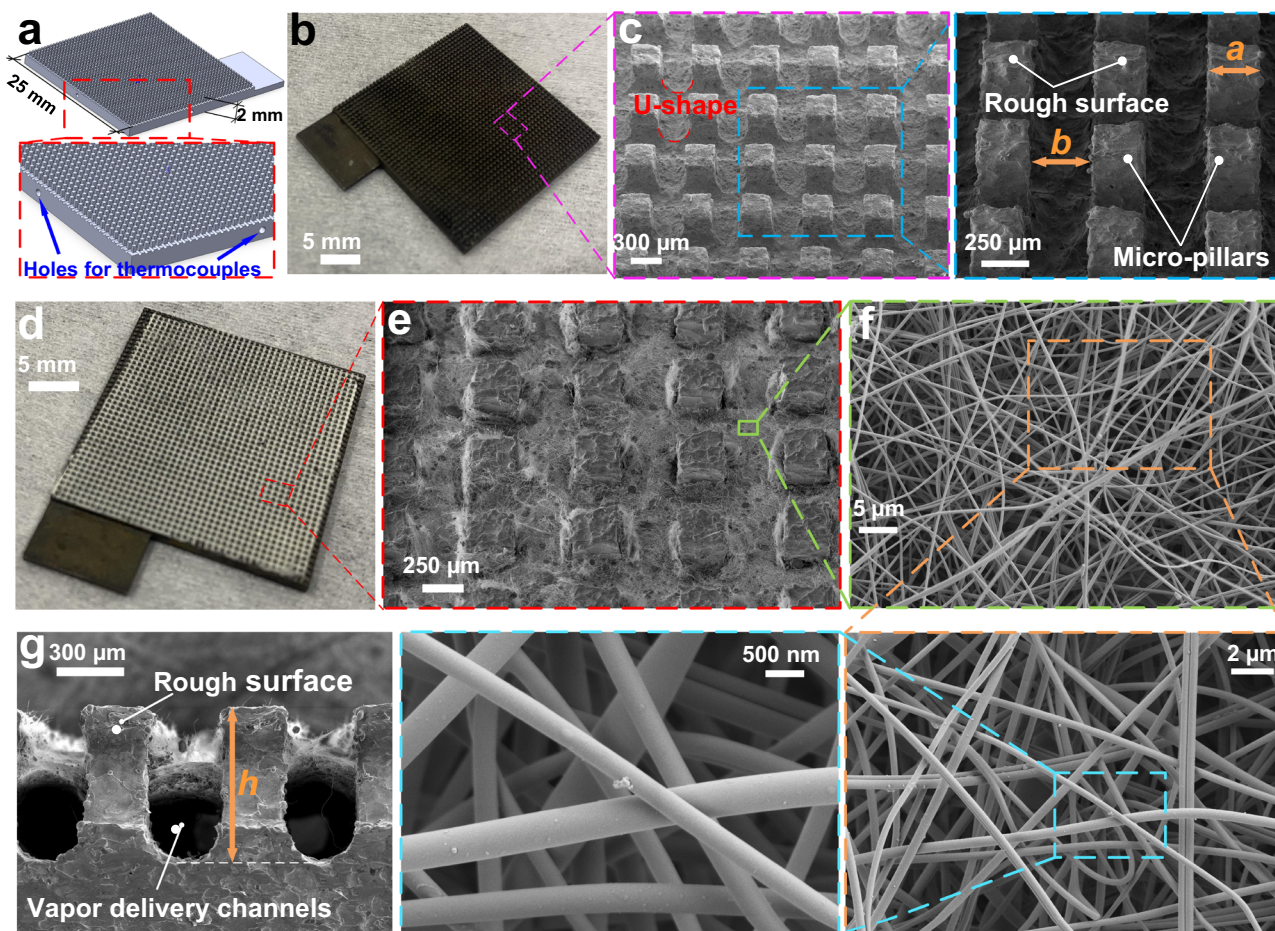 a
25 mm
2 mm
Holes for thermocouples
b
5 mm
c
U-shape
300 µm
Rough surface
a
b
Micro-pillars
250 µm
d
5 mm
e
250 µm
f
5 µm
g
300 µm
Rough surface
h
Vapor delivery channels
500 nm
2 µm